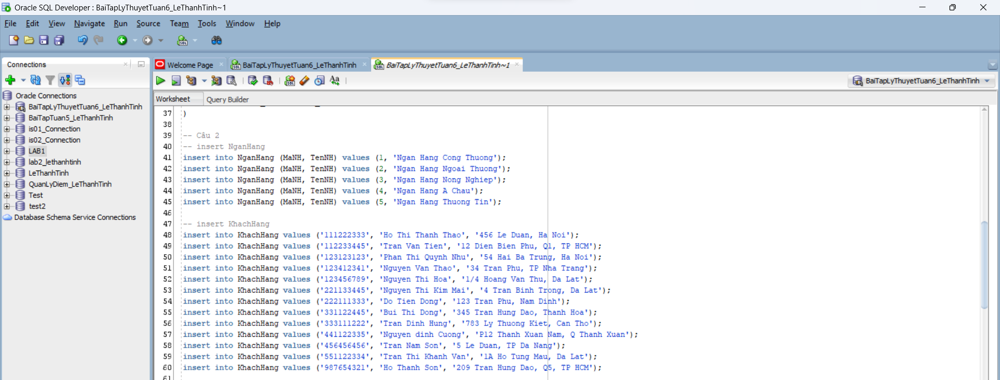 Oracle SQL Developer : BaiTapLyThuyetTuan6_LeThanhTinh~1
File Edit View Navigate Run Source Team Tools Window Help
Connections
Welcome Page
BaiTapLyThuyetTuan6_LeThanhTinh
BaiTapLyThuyetTuan6_LeThanhTinh~1
BaiTapLyThuyetTuan6_LeThanhTinh
Oracle Connections
BaiTapLyThuyetTuan6_LeThanhTinh
BaiTapTuan5_LeThanhTinh
is01_Connection
is02_Connection
LAB1
lab2_lethanhtinh
LeThanhTinh
QuanLyDiem_LeThanhTinh
Test
test2
Database Schema Service Connections
Worksheet Query Builder
37 )
38
39 -- Câu 2
40 -- insert NganHang
41 insert into NganHang (MaNH, TenNH) values (1, 'Ngan Hang Cong Thuong');
42 insert into NganHang (MaNH, TenNH) values (2, 'Ngan Hang Ngoai Thuong');
43 insert into NganHang (MaNH, TenNH) values (3, 'Ngan Hang Nong Nghiep');
44 insert into NganHang (MaNH, TenNH) values (4, 'Ngan Hang A Chau');
45 insert into NganHang (MaNH, TenNH) values (5, 'Ngan Hang Thuong Tin');
46
47 -- insert KhachHang
48 insert into KhachHang values ('111222333', 'Ho Thi Thanh Thao', '456 Le Duan, Ha Noi');
49 insert into KhachHang values ('112233445', 'Tran Van Tien', '12 Dien Bien Phu, Q1, TP HCM');
50 insert into KhachHang values ('123123123', 'Phan Thi Quynh Nhu', '54 Hai Ba Trung, Ha Noi');
51 insert into KhachHang values ('123412341', 'Nguyen Van Thao', '34 Tran Phu, TP Nha Trang');
52 insert into KhachHang values ('123456789', 'Nguyen Thi Hoa', '1/4 Hoang Van Thu, Da Lat');
53 insert into KhachHang values ('221133445', 'Nguyen Thi Kim Mai', '4 Tran Binh Trong, Da Lat');
54 insert into KhachHang values ('222111333', 'Do Tien Dong', '123 Tran Phu, Nam Dinh');
55 insert into KhachHang values ('331122445', 'Bui Thi Dong', '345 Tran Hung Dao, Thanh Hoa');
56 insert into KhachHang values ('333111222', 'Tran Dinh Hung', '783 Ly Thuong Kiet, Can Tho');
57 insert into KhachHang values ('441122335', 'Nguyen dinh Cuong', 'P12 Thanh Xuan Nam, Q Thanh Xuan');
58 insert into KhachHang values ('456456456', 'Tran Nam Son', '5 Le Duan, TP Da Nang');
59 insert into KhachHang values ('551122334', 'Tran Thi Khanh Van', '1A Ho Tung Mau, Da Lat');
60 insert into KhachHang values ('987654321', 'Ho Thanh Son', '209 Tran Hung Dao, Q5, TP HCM');
61